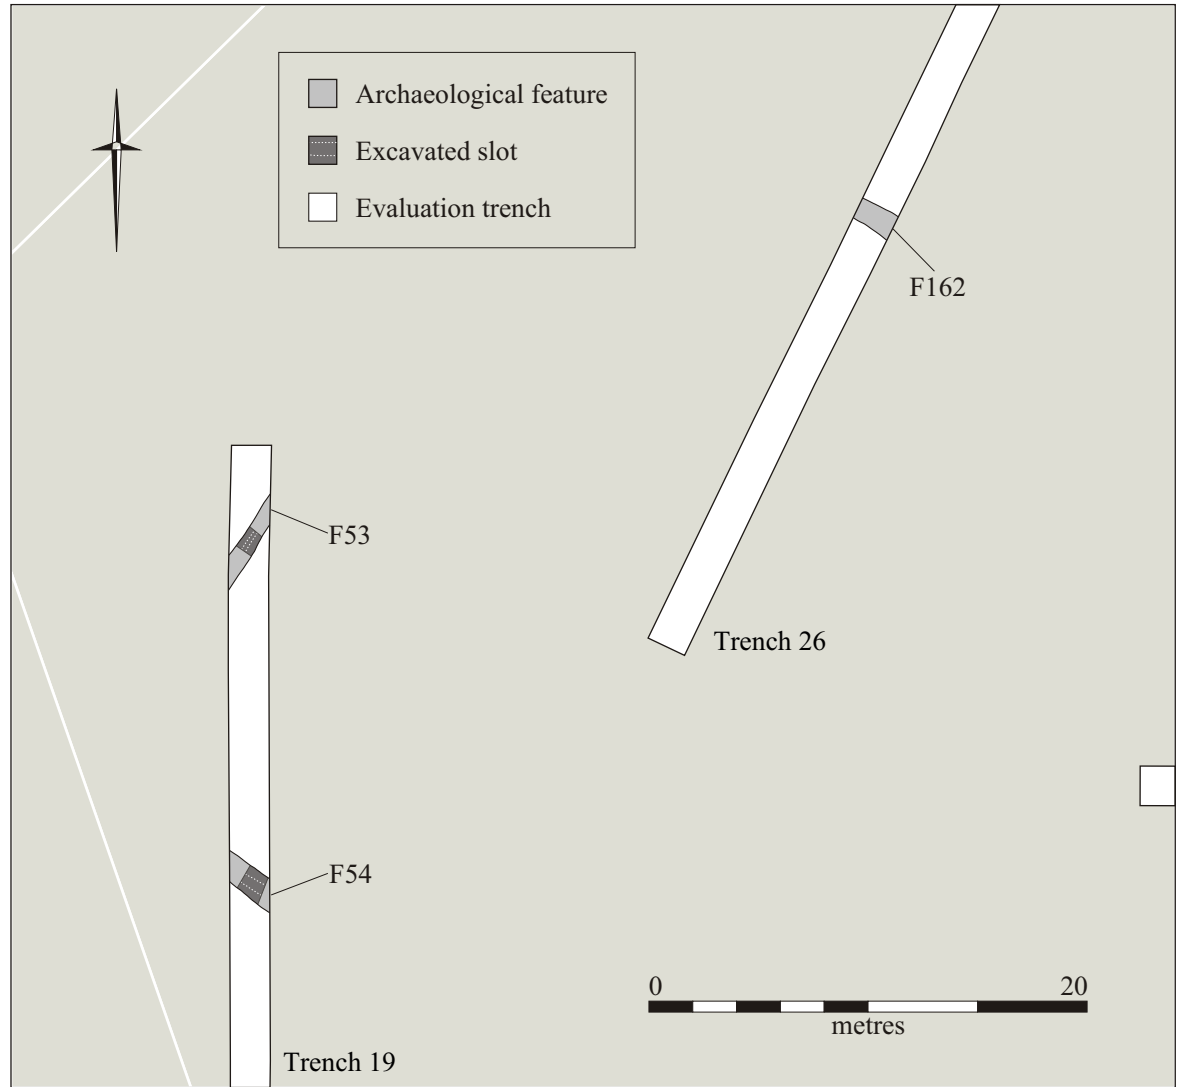 Archaeological feature
Excavated slot
Evaluation trench
F162
F53
Trench 26
F54
0 20
metres
Trench 19